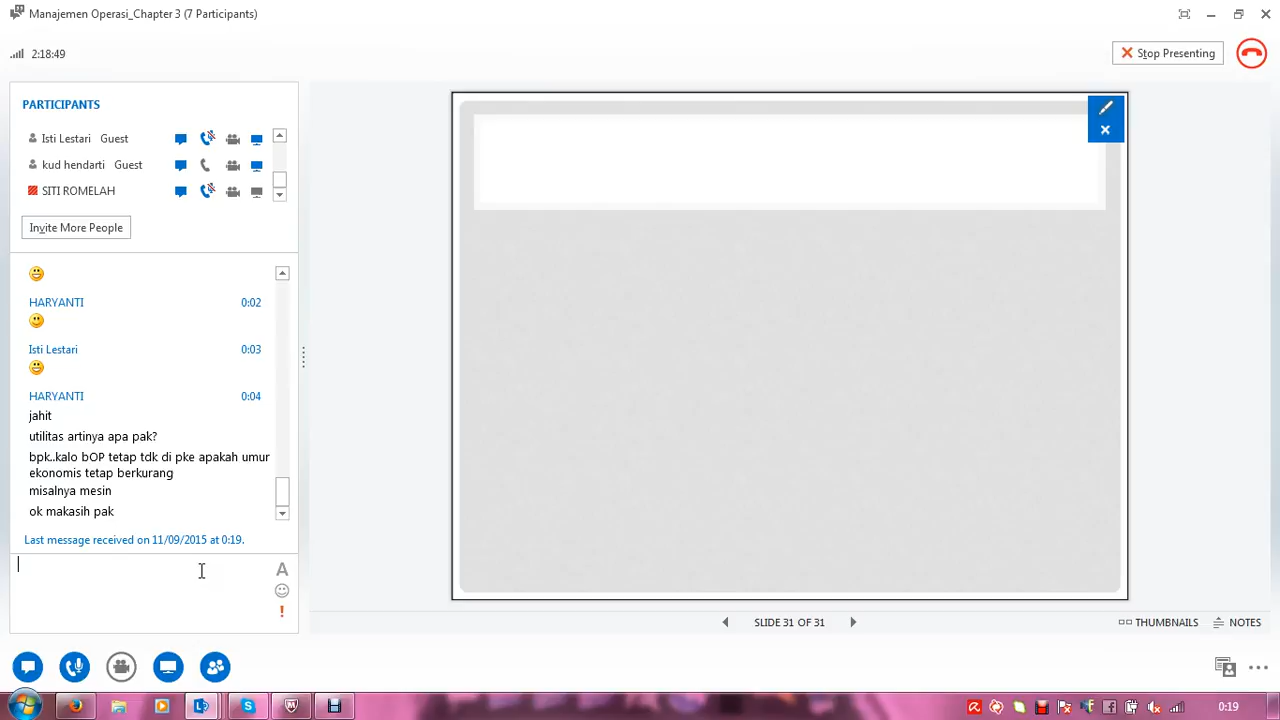 Manajemen Operasi_Chapter 3 (7 Participants)
2:18:49
Stop Presenting
PARTICIPANTS
Isti Lestari Guest
kud hendarti Guest
SITI ROMELAH
Invite More People
HARYANTI 0:02
Isti Lestari 0:03
HARYANTI 0:04
jahit
utilitas artinya apa pak?
bpk..kalo bOP tetap tdk di pke apakah umur
ekonomis tetap berkurang
misalnya mesin
ok makasih pak
Last message received on 11/09/2015 at 0:19.
A
!
SLIDE 31 OF 31
THUMBNAILS
NOTES
0:19